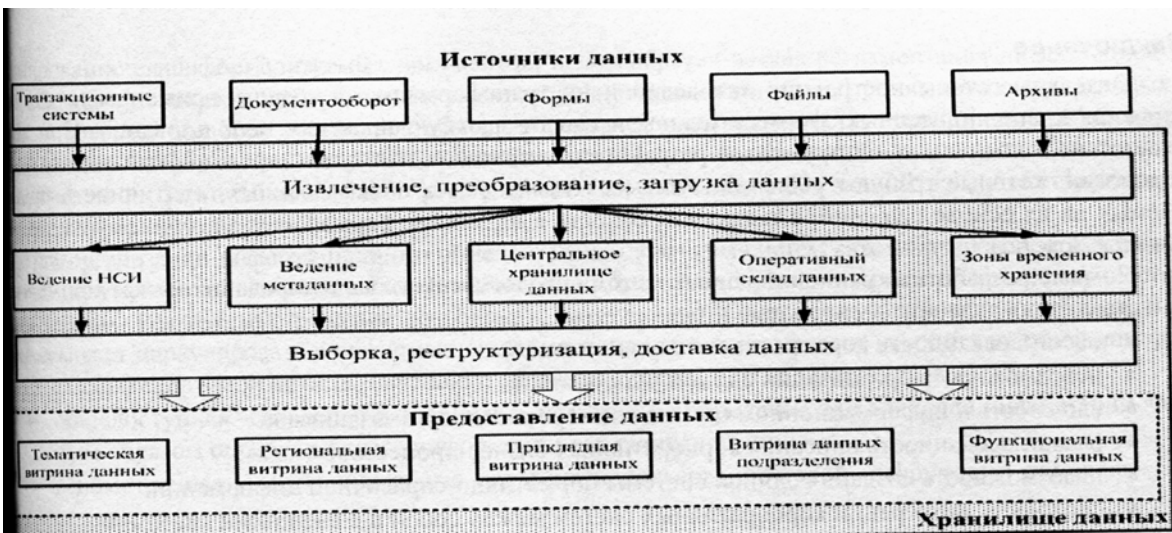 Источники данных
Транзакционные
системы
Документооборот
Формы
Файлы
Архивы
Извлечение, преобразование, загрузка данных
Ведение НСИ
Ведение
метаданных
Центральное
хранилище
данных
Оперативный
склад данных
Зоны временного
хранения
Выборка, реструктуризация, доставка данных
Предоставление данных
Тематическая
витрина данных
Региональная
витрина данных
Прикладная
витрина данных
Витрина данных
подразделения
Функциональная
данных
Хранилище данных